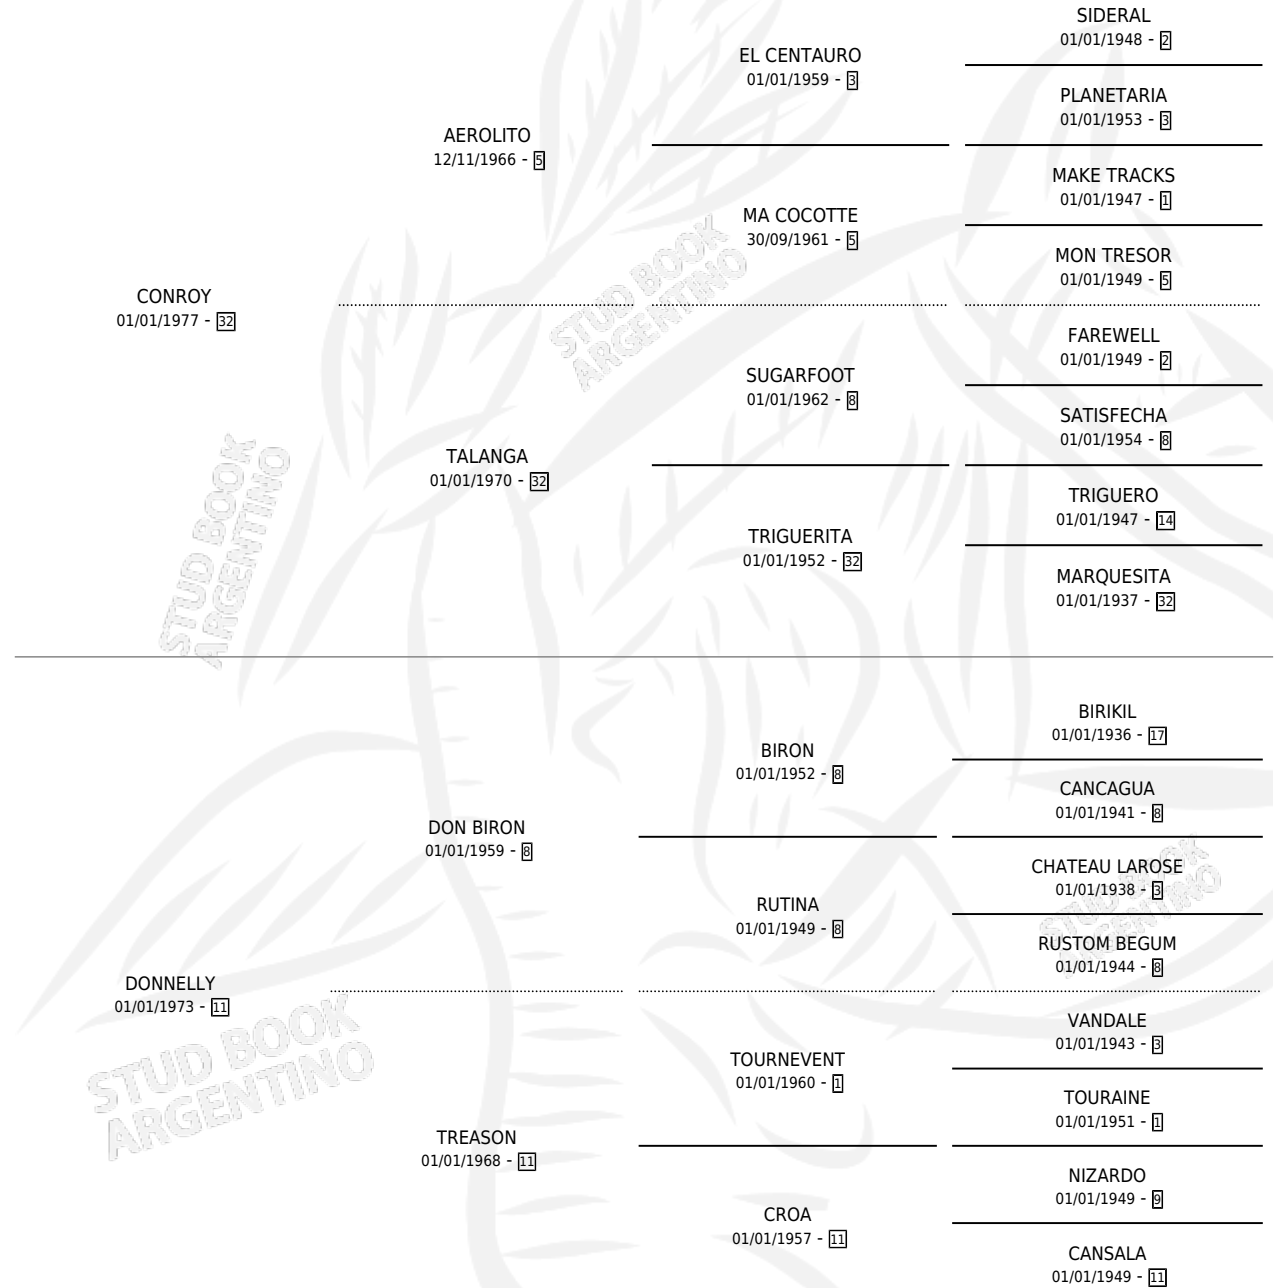 SIDERAL
01/01/1948 - 2
EL CENTAURO
01/01/1959 - 3
PLANETARIA
01/01/1953 - 3
AEROLITO
12/11/1966 - 5
MAKE TRACKS
01/01/1947 - 1
MA COCOTTE
30/09/1961 - 5
MON TRESOR
01/01/1949 - 5
CONROY
01/01/1977 - 32
FAREWELL
01/01/1949 - 2
SUGARFOOT
01/01/1962 - 8
SATISFECHA
01/01/1954 - 8
TALANGA
01/01/1970 - 32
TRIGUERO
01/01/1947 - 14
TRIGUERITA
01/01/1952 - 32
MARQUESITA
01/01/1937 - 32
BIRIKIL
01/01/1936 - 17
BIRON
01/01/1952 - 8
CANCAGUA
01/01/1941 - 8
DON BIRON
01/01/1959 - 8
CHATEAU LAROSE
01/01/1938 - 3
RUTINA
01/01/1949 - 8
RUSTOM BEGUM
01/01/1944 - 8
DONNELLY
01/01/1973 - 11
VANDALE
01/01/1943 - 3
TOURNEVENT
01/01/1960 - 1
TOURAINE
01/01/1951 - 1
TREASON
01/01/1968 - 11
NIZARDO
01/01/1949 - 9
CROA
01/01/1957 - 11
CANSALA
01/01/1949 - 11
STUD BOOK
ARGENTINO
STUD BOOK
ARGENTINO
STUD BOOK
ARGENTINO
STUD BOOK
ARGENTINO